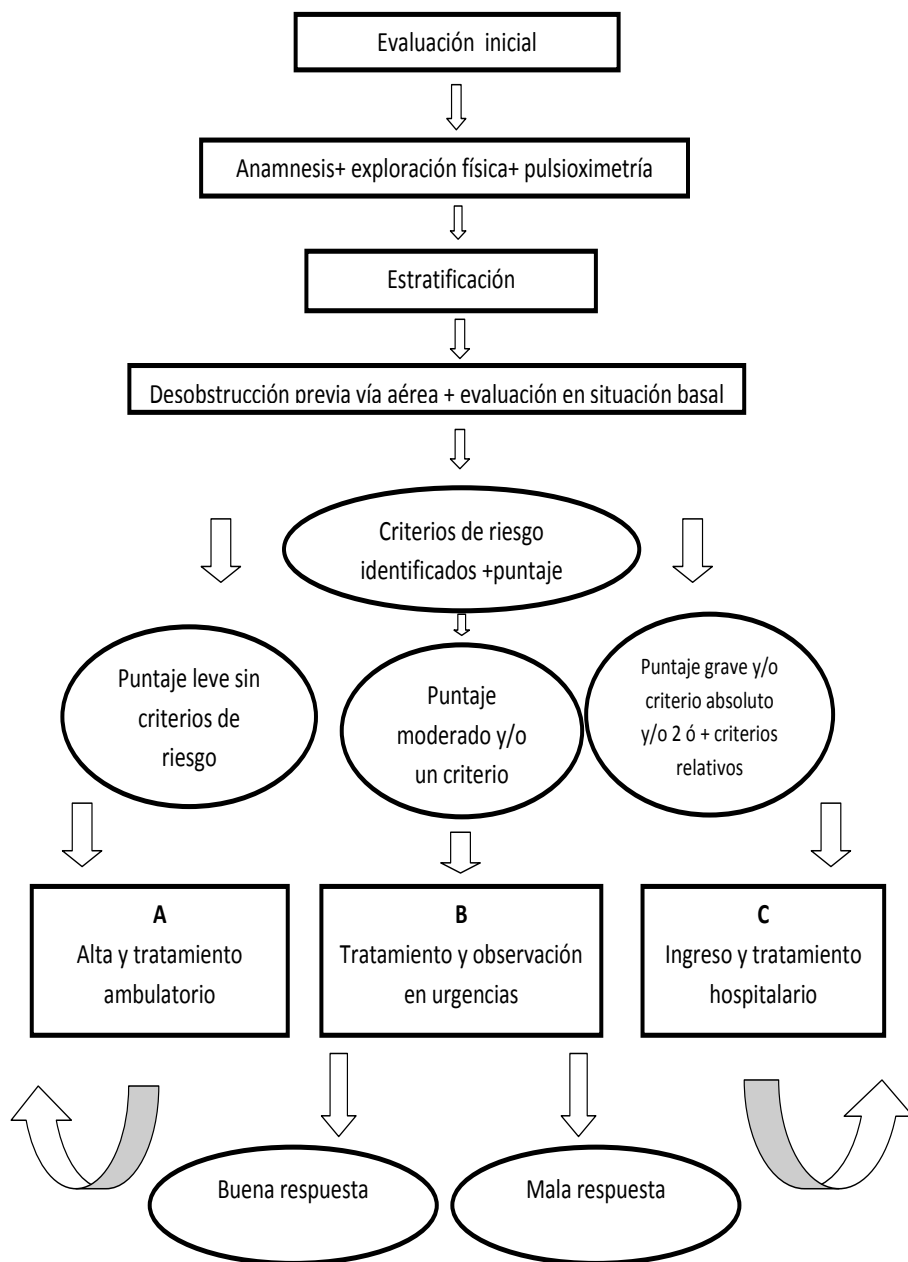 Evaluación inicial
Anamnesis+ exploración física+ pulsioximetría
Estratificación
Desobstrucción previa vía aérea + evaluación en situación basal
Criterios de riesgo
identificados +puntaje
Puntaje leve sin
criterios de
riesgo
Puntaje
moderado y/o
un criterio
Puntaje grave y/o
criterio absoluto
y/o 2 ó + criterios
relativos
A
Alta y tratamiento
ambulatorio
B
Tratamiento y observación
en urgencias
C
Ingreso y tratamiento
hospitalario
Buena respuesta
Mala respuesta